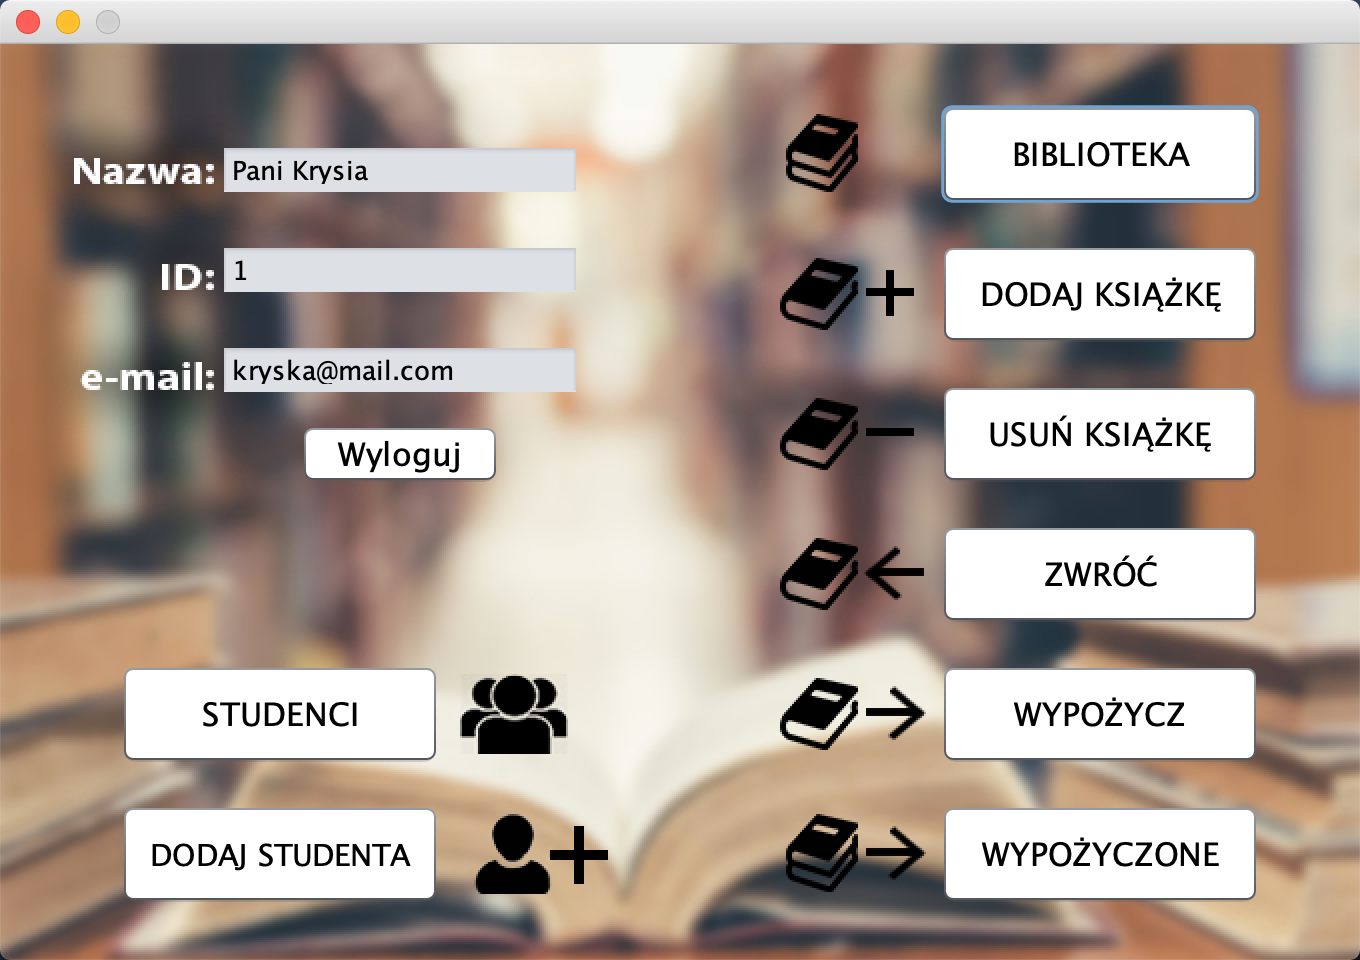 Nazwa: Pani Krysia
ID: 1
e-mail: kryska@mail.com
Wyloguj
STUDENCI
DODAJ STUDENTA
BIBLIOTEKA
DODAJ KSIĄŻKĘ
USUŃ KSIĄŻKĘ
ZWRÓĆ
WYPOŻYCZ
WYPOŻYCZONE